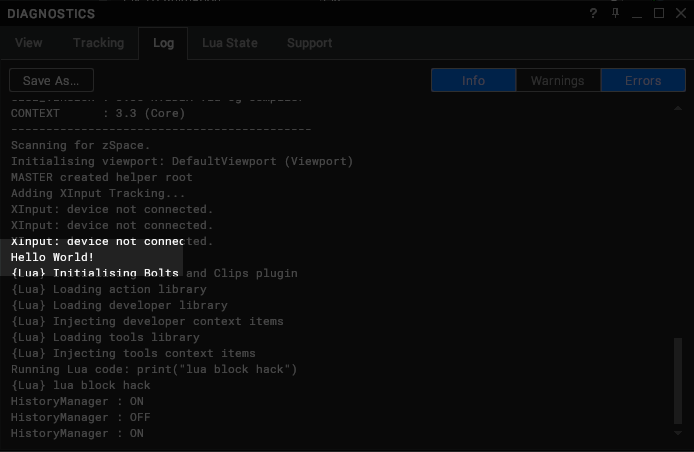 DIAGNOSTICS
View Tracking Log Lua State Support
Save As... Info Warnings Errors
CONTEXT : 3.3 (Core)
--------------------------------------------
Scanning for zSpace.
Initialising viewport: DefaultViewport (Viewport)
MASTER created helper root
Adding XInput Tracking...
XInput: device not connected.
XInput: device not connected.
XInput: device not connected.
Hello World!
{Lua} Initialising Bolts and Clips plugin
{Lua} Loading action library
{Lua} Loading developer library
{Lua} Injecting developer context items
{Lua} Loading tools library
{Lua} Injecting tools context items
Running Lua code: print("lua block hack")
{Lua} lua block hack
HistoryManager : ON
HistoryManager : OFF
HistoryManager : ON